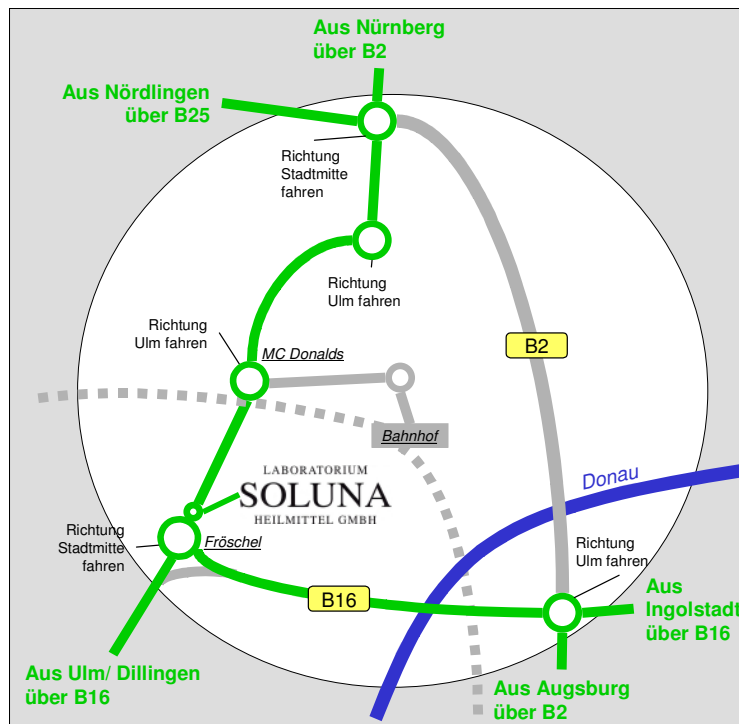 Aus Nürnberg
über B2
Aus Nördlingen
über B25
Richtung
Stadtmitte
fahren
Richtung
Ulm fahren
Richtung
Ulm fahren
MC Donalds
B2
Bahnhof
Donau
LABORATORIUM
SOLUNA
HEILMITTEL GMBH
Richtung
Stadtmitte
fahren
Fröschel
Richtung
Ulm fahren
B16
Aus
Ingolstadt
über B16
Aus Ulm/ Dillingen
über B16
Aus Augsburg
über B2